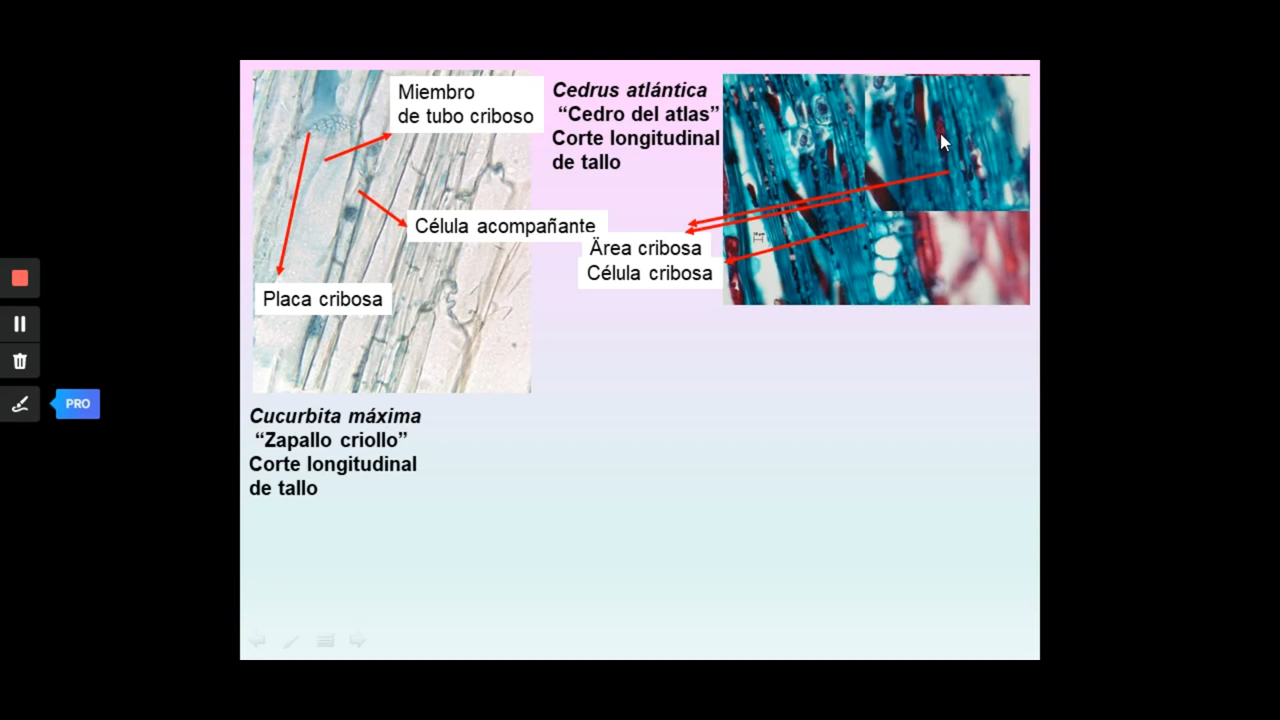 Miembro
de tubo criboso
Célula acompañante
Placa cribosa
Cucurbita máxima
“Zapallo criollo”
Corte longitudinal
de tallo
Cedrus atlántica
“Cedro del atlas”
Corte longitudinal
de tallo
Ärea cribosa
Célula cribosa
PRO